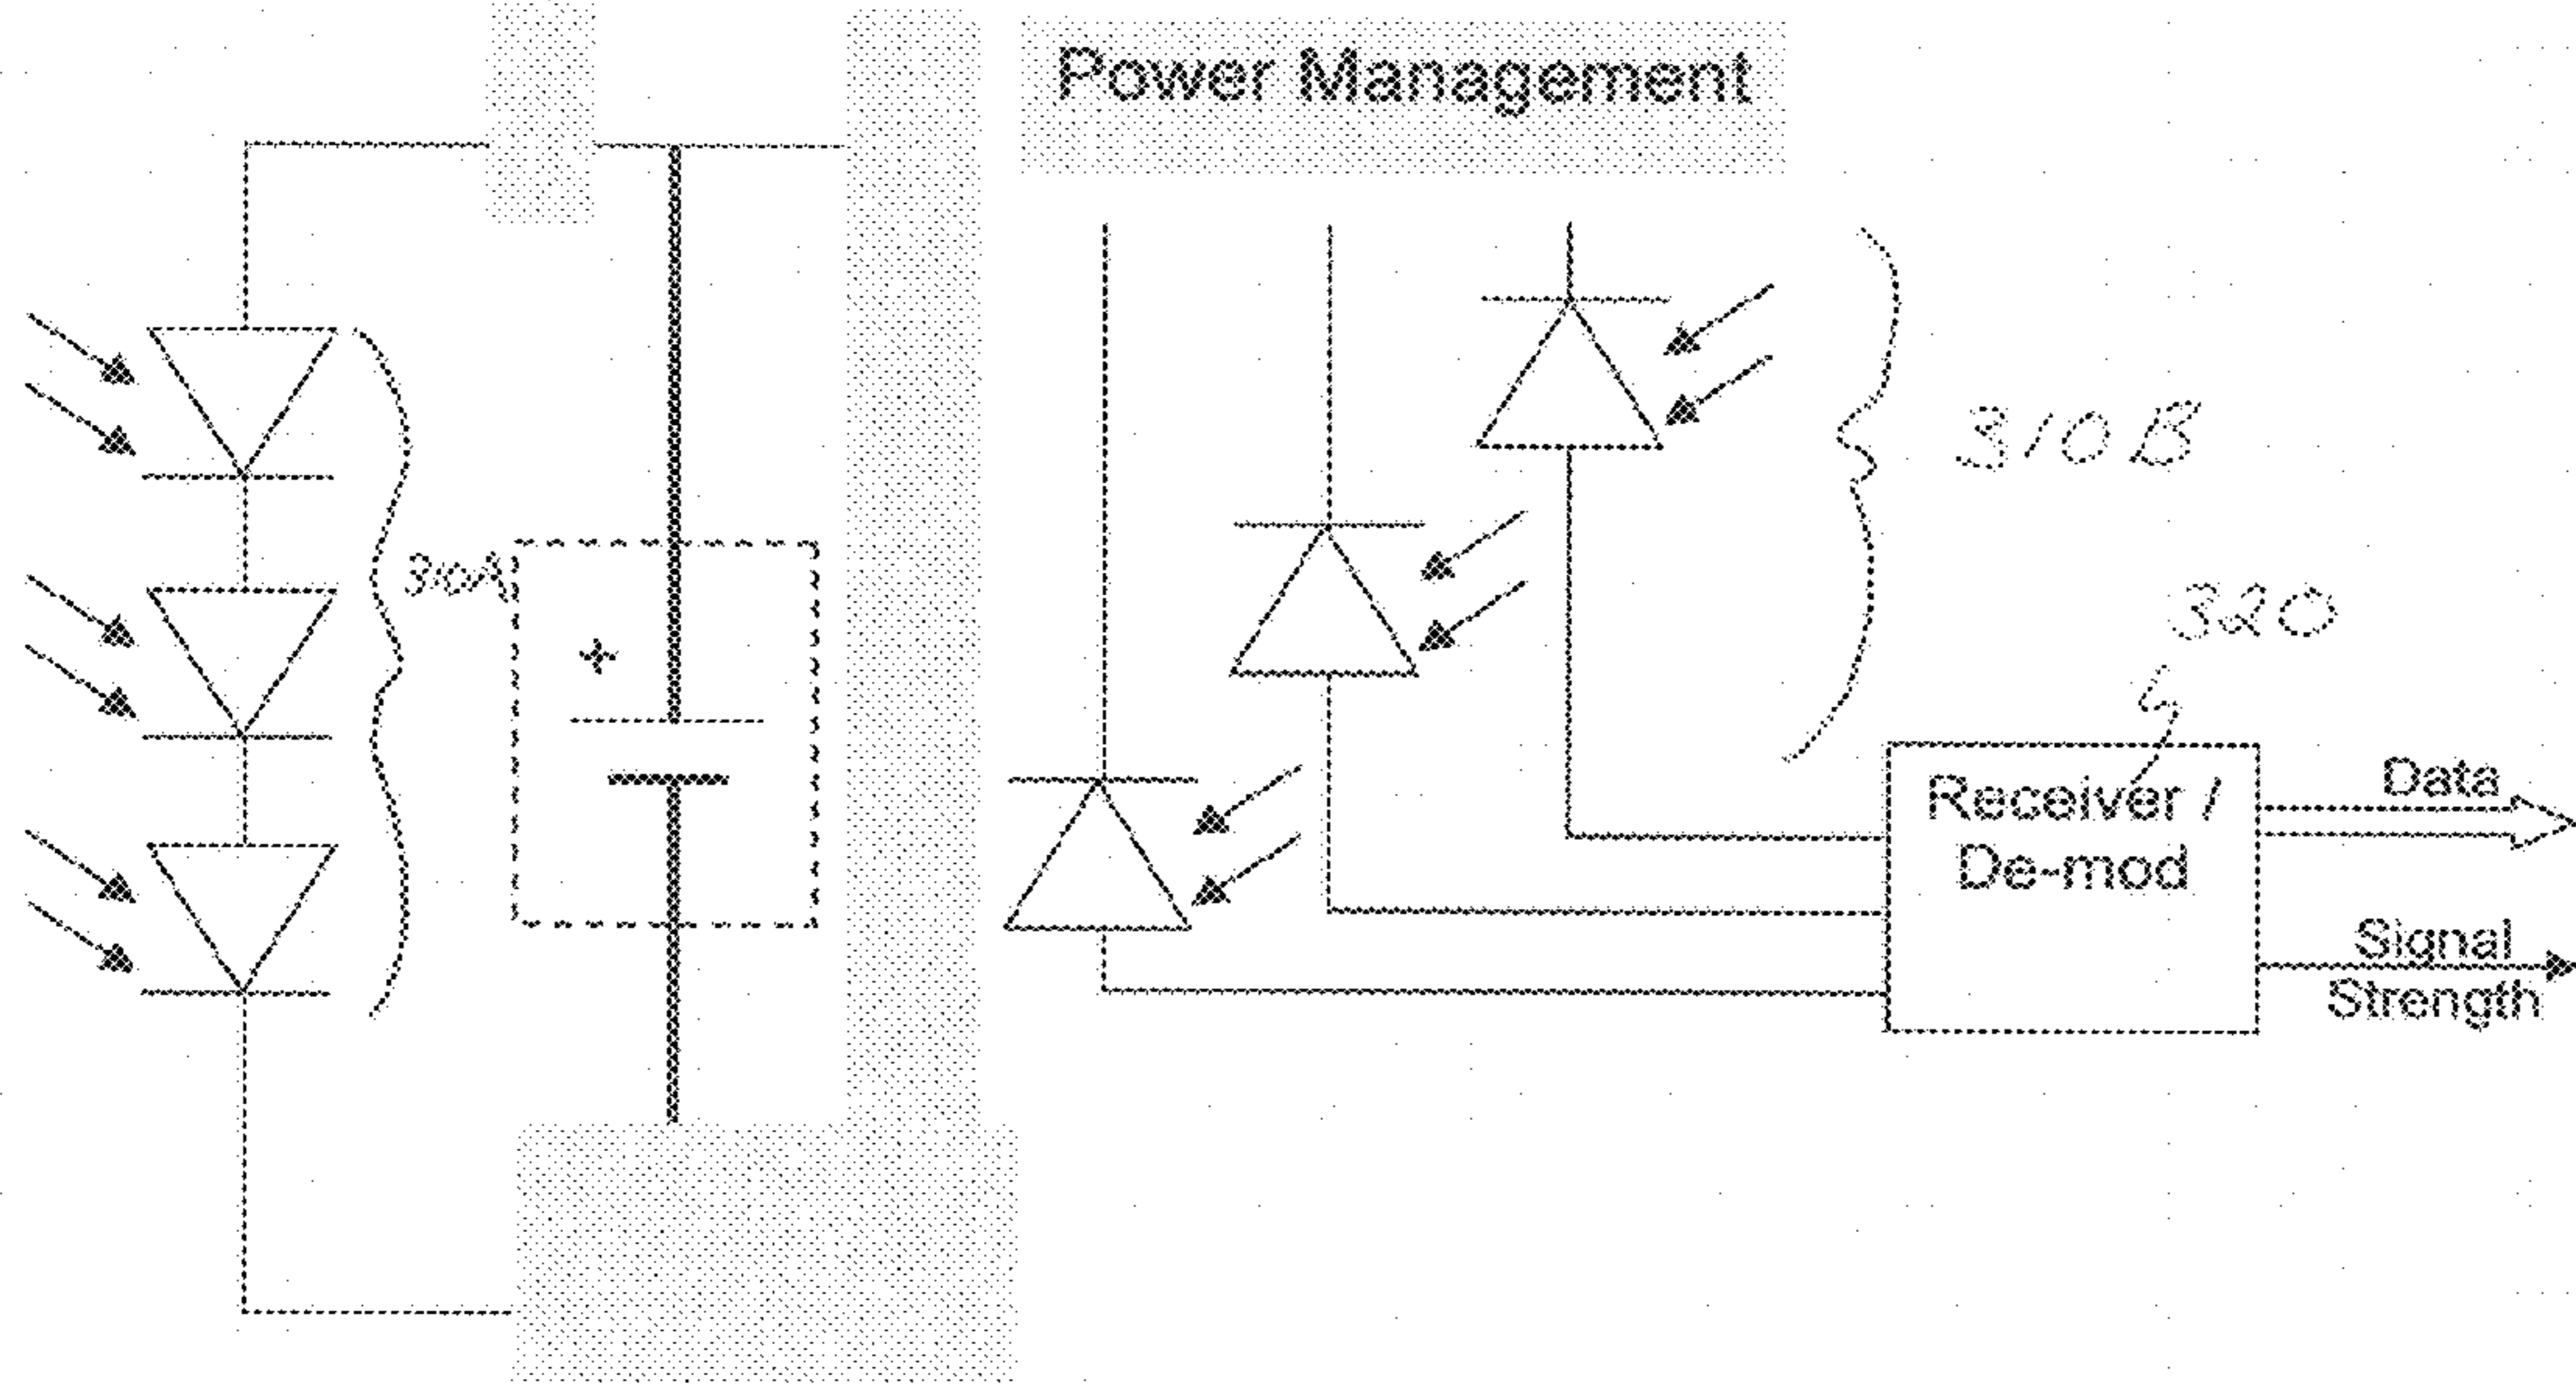 Power Management
310A
+
310B
320
Receiver /
De-mod
Data
Signal
Strength